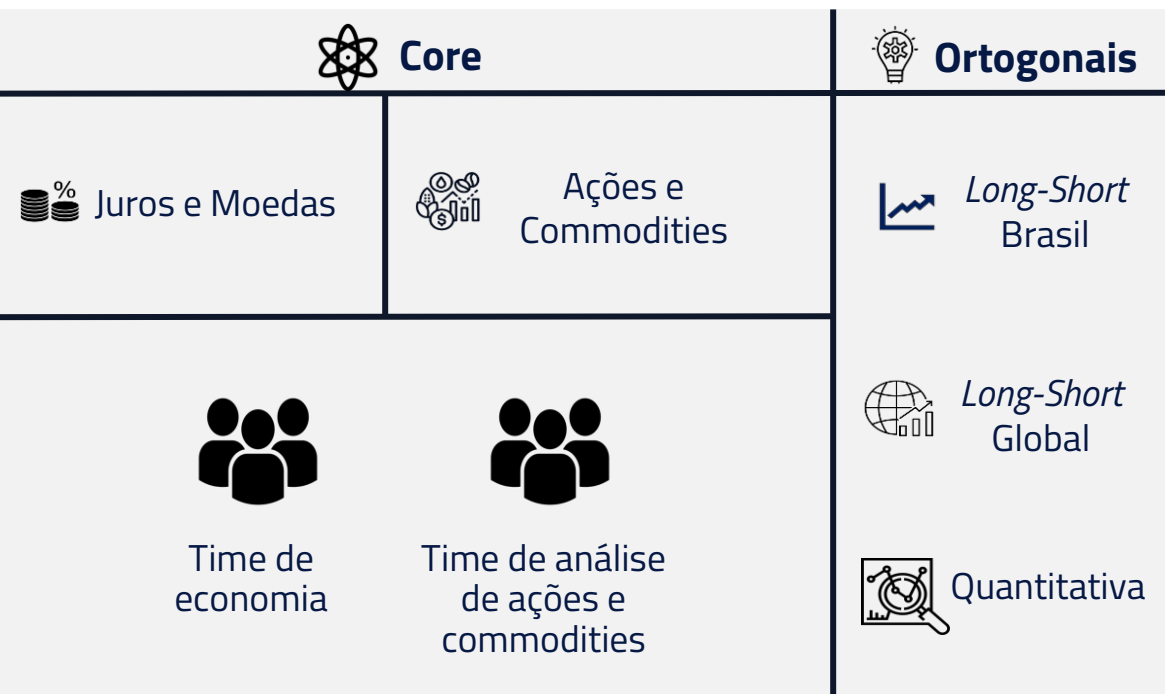 Core
Ortogonais
% Juros e Moedas
Ações e
Commodities
$
Long-Short
Brasil
Long-Short
Global
Quantitativa
Time de
economia
Time de análise
de ações e
commodities